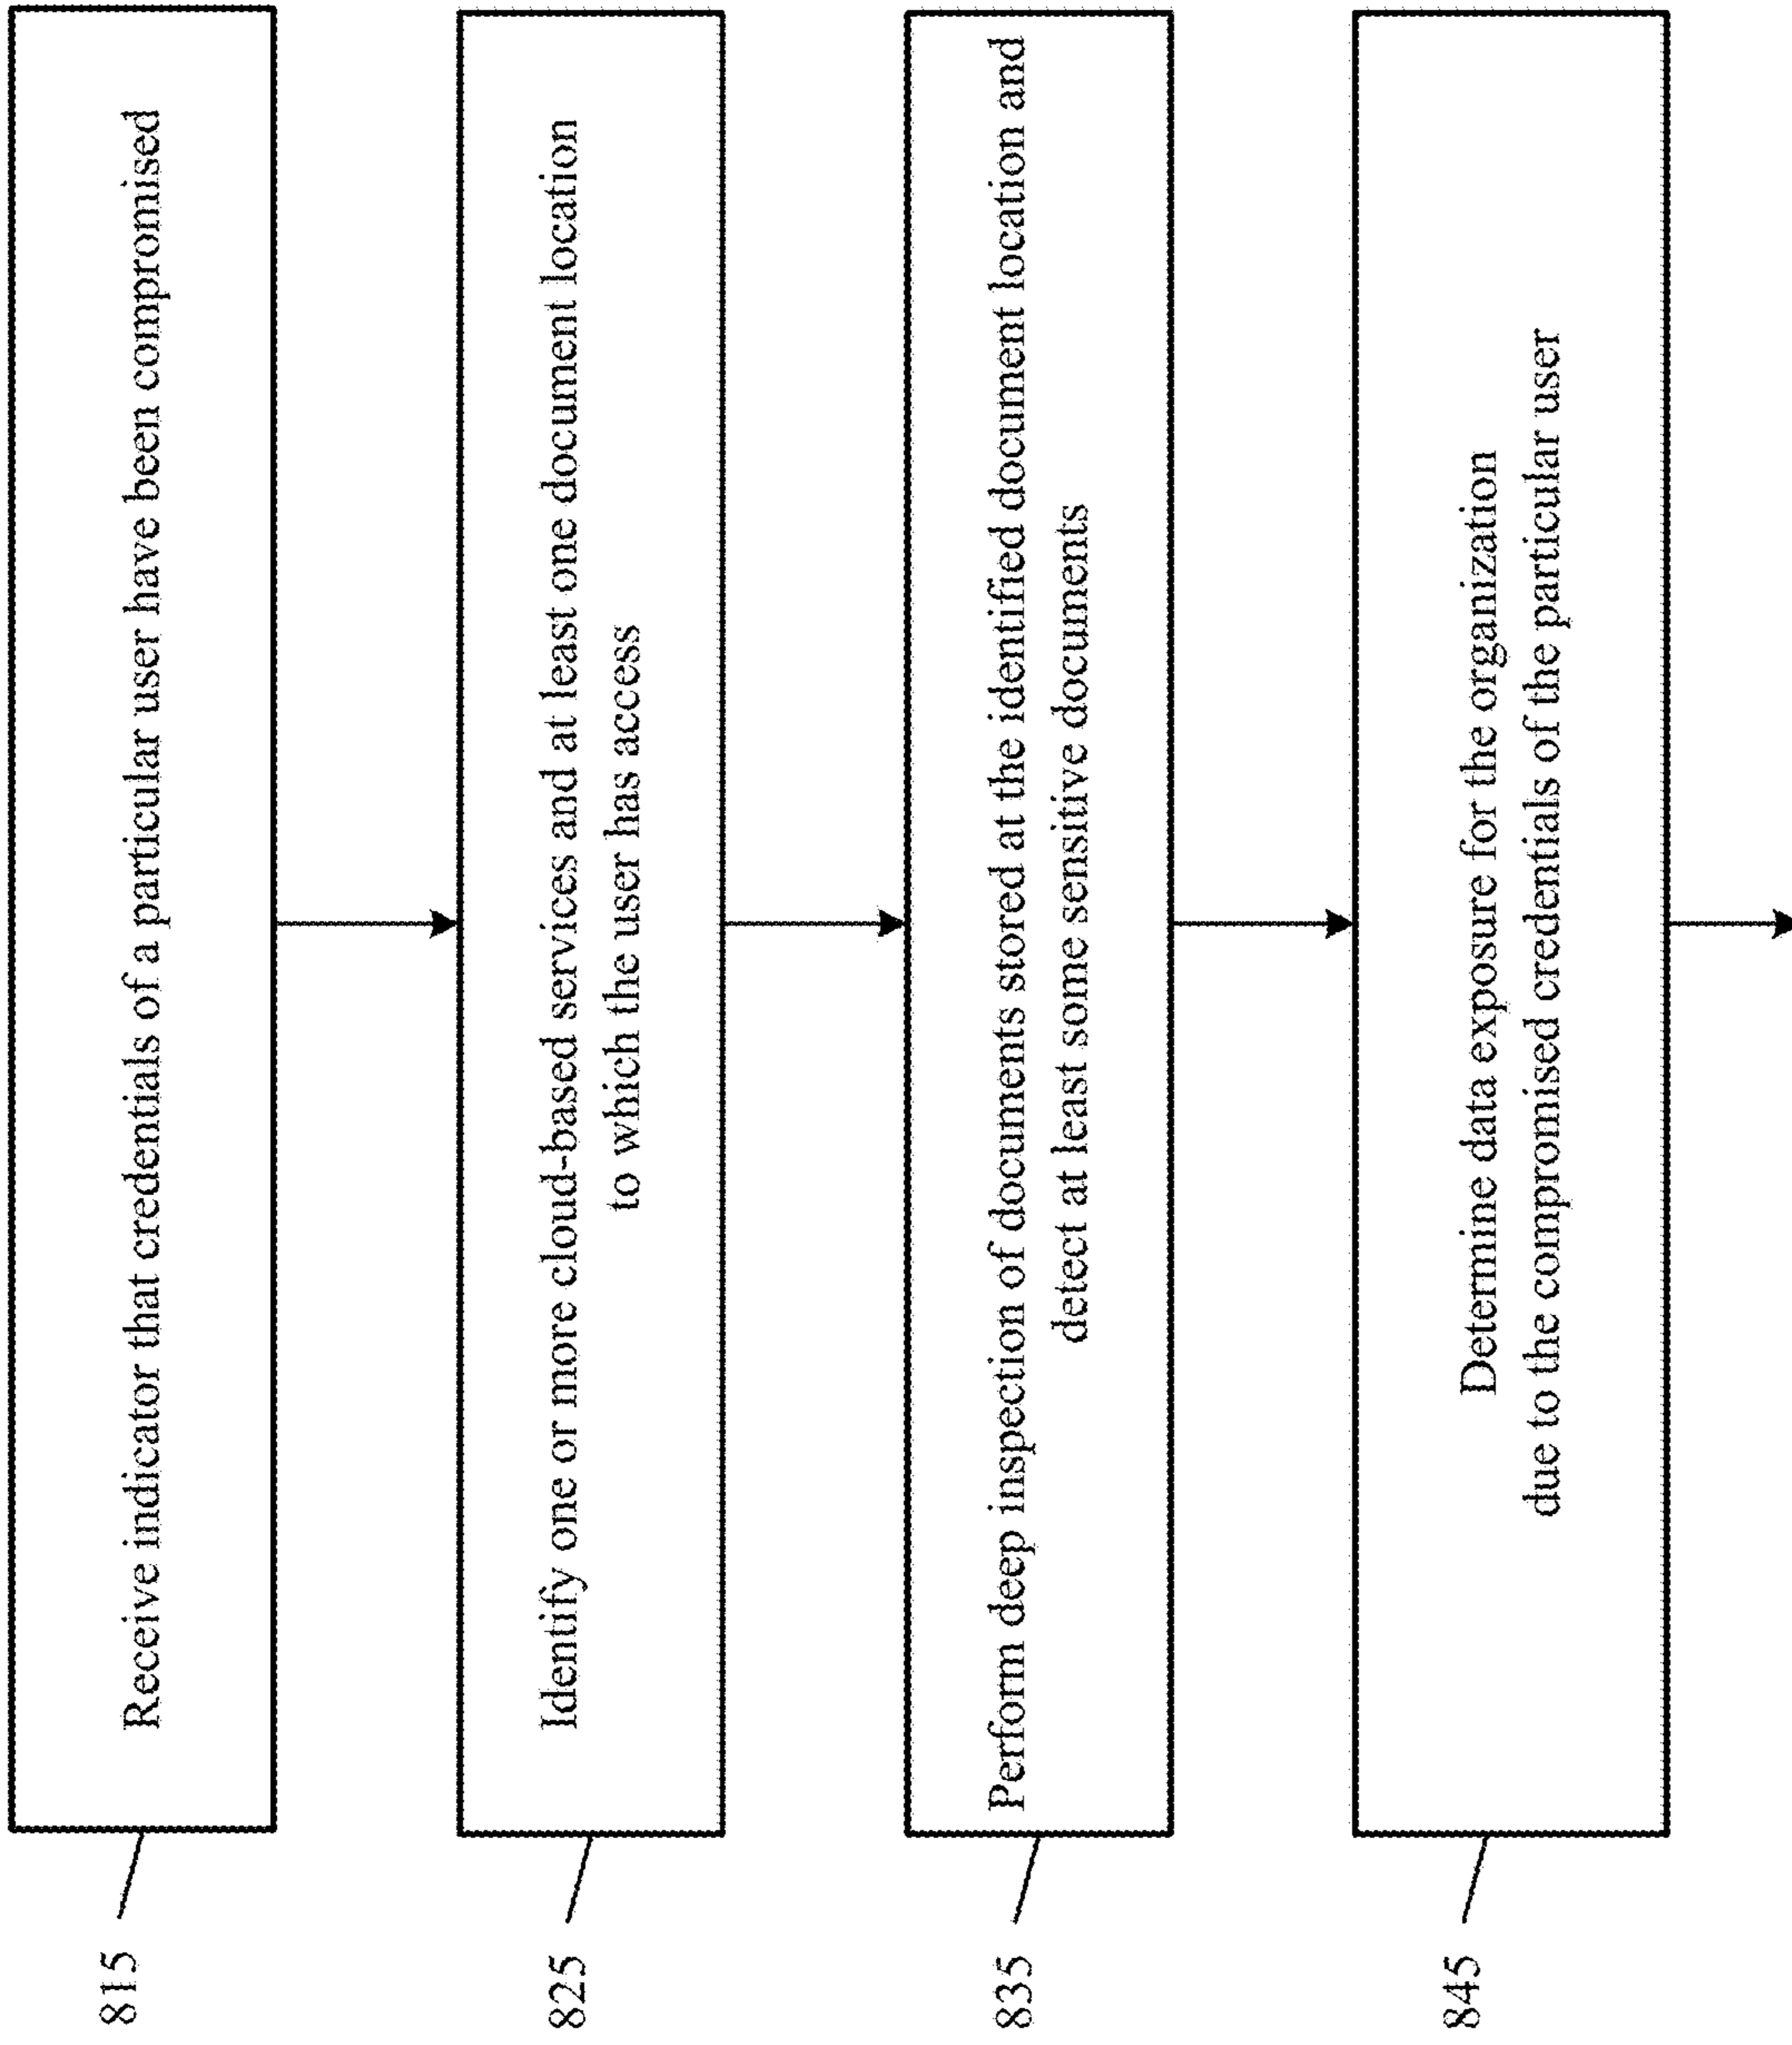 815
Receive indicator that credentials of a particular user have been compromised
825
Identify one or more cloud-based services and at least one document location
to which the user has access
835
Perform deep inspection of documents stored at the identified document location and
detect at least some sensitive documents
845
Determine data exposure for the organization
due to the compromised credentials of the particular user